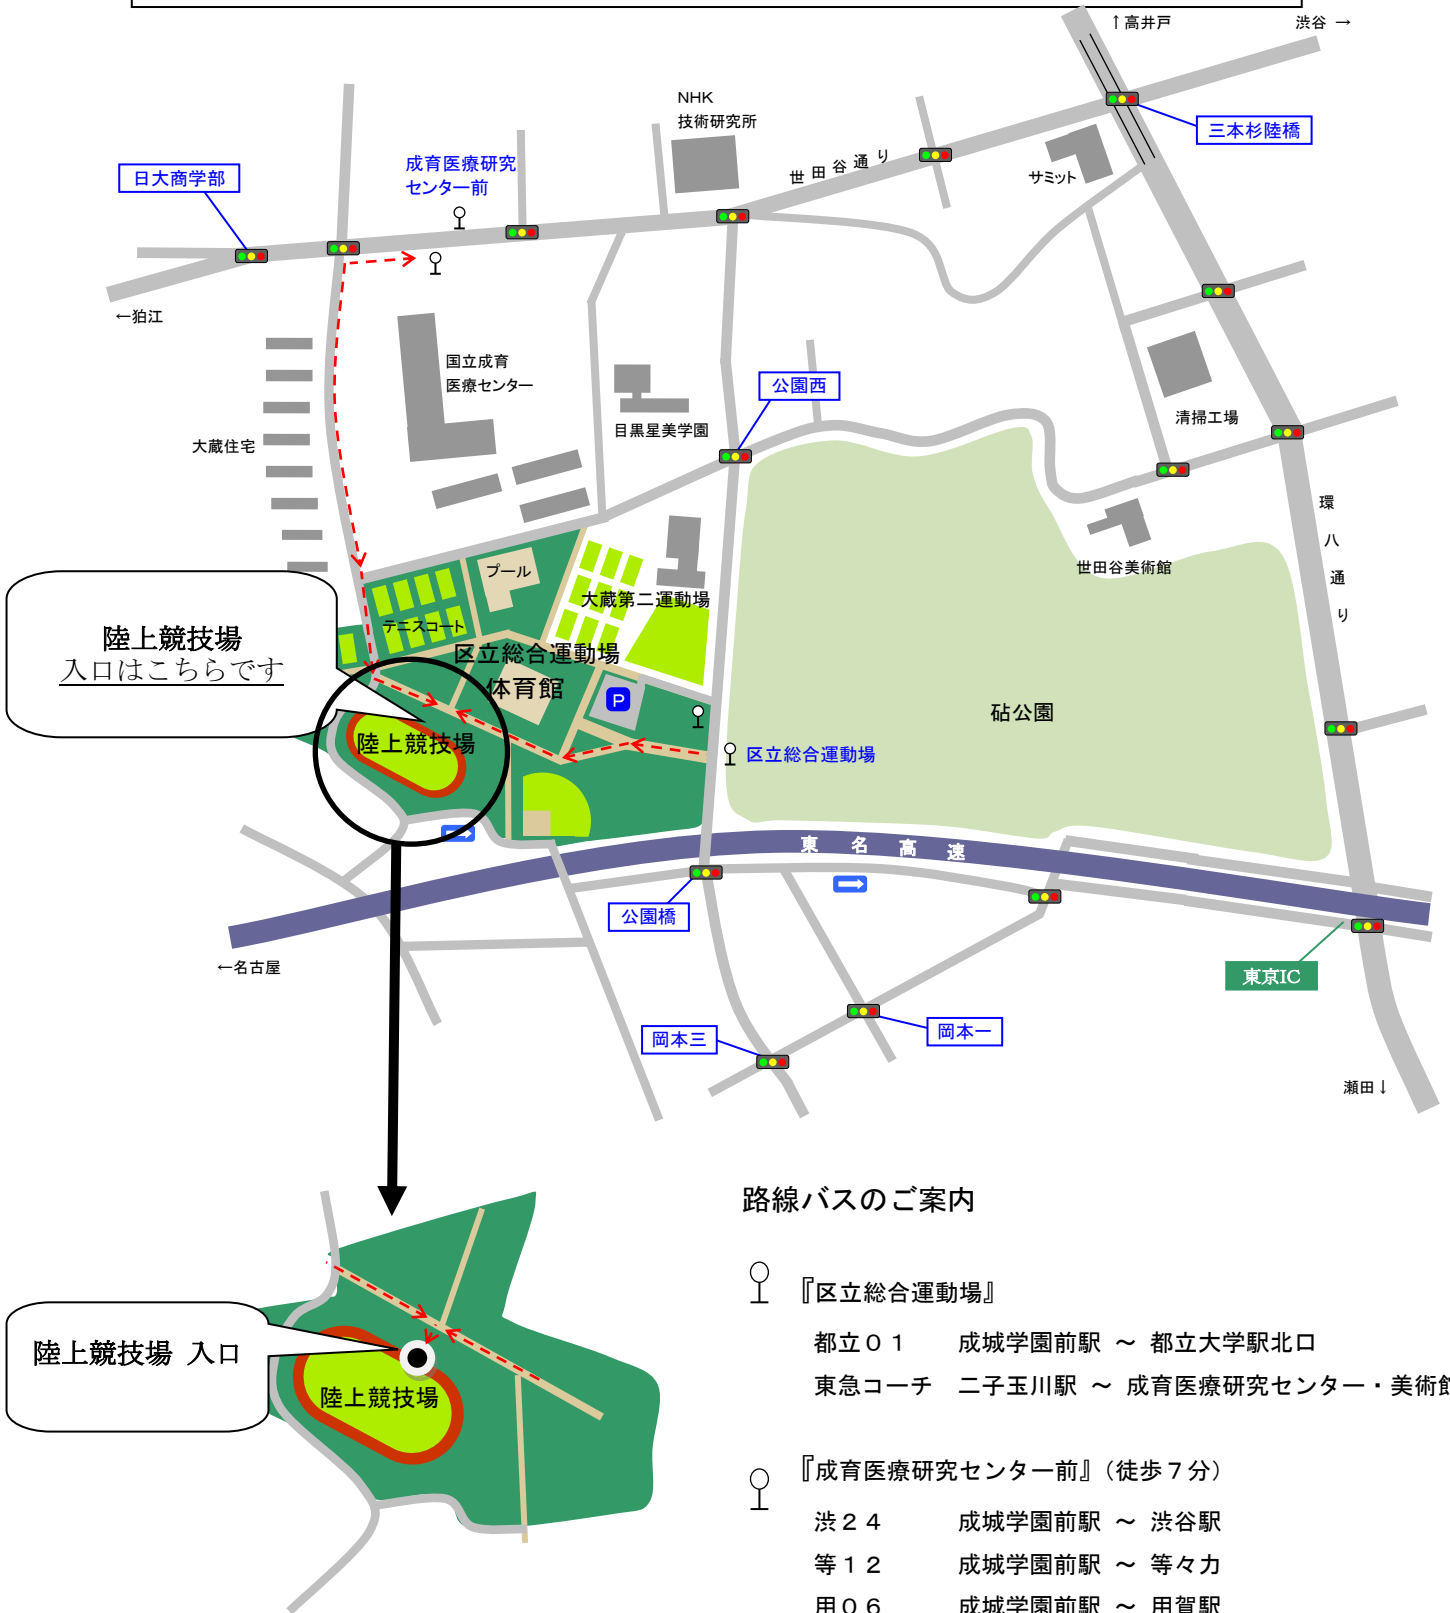 ↑高井戸
渋谷 →
NHK
技術研究所
三本杉陸橋
世田谷通り
サミット
成育医療研究
センター前
日大商学部
←狛江
国立成育
医療センター
目黒星美学園
公園西
清掃工場
大蔵住宅
環八通り
世田谷美術館
プール
大蔵第二運動場
テニスコート
区立総合運動場
体育館
P
陸上競技場
入口はこちらです
陸上競技場
砧公園
区立総合運動場
東名高速
公園橋
←名古屋
東京IC
岡本三
岡本一
瀬田↓
路線バスのご案内
『区立総合運動場』
都立01 成城学園前駅 ～ 都立大学駅北口
東急コーチ 二子玉川駅 ～ 成育医療研究センター・美術館
陸上競技場 入口
陸上競技場
『成育医療研究センター前』(徒歩7分)
渋24 成城学園前駅 ～ 渋谷駅
等12 成城学園前駅 ～ 等々力
用06 成城学園前駅 ～ 用賀駅